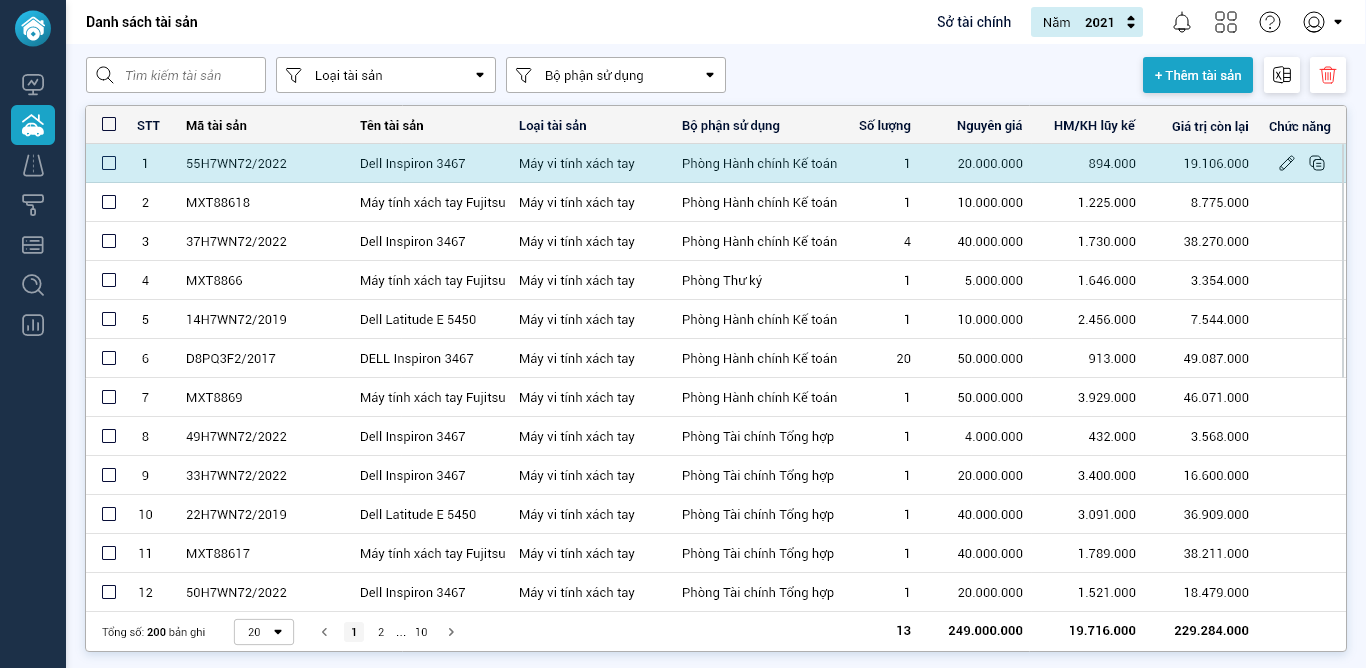 Danh sách tài sản Sở tài chính Năm 2021
Tìm kiếm tài sản Loại tài sản Bộ phận sử dụng + Thêm tài sản
STT Mã tài sản Tên tài sản Loại tài sản Bộ phận sử dụng Số lượng Nguyên giá HM/KH lũy kế Giá trị còn lại Chức năng
1 55H7WN72/2022 Dell Inspiron 3467 Máy vi tính xách tay Phòng Hành chính Kế toán 1 20.000.000 894.000 19.106.000
2 MXT88618 Máy tính xách tay Fujitsu Máy vi tính xách tay Phòng Hành chính Kế toán 1 10.000.000 1.225.000 8.775.000
3 37H7WN72/2022 Dell Inspiron 3467 Máy vi tính xách tay Phòng Hành chính Kế toán 4 40.000.000 1.730.000 38.270.000
4 MXT8866 Máy tính xách tay Fujitsu Máy vi tính xách tay Phòng Thư ký 1 5.000.000 1.646.000 3.354.000
5 14H7WN72/2019 Dell Latitude E 5450 Máy vi tính xách tay Phòng Hành chính Kế toán 1 10.000.000 2.456.000 7.544.000
6 D8PQ3F2/2017 DELL Inspiron 3467 Máy vi tính xách tay Phòng Hành chính Kế toán 20 50.000.000 913.000 49.087.000
7 MXT8869 Máy tính xách tay Fujitsu Máy vi tính xách tay Phòng Hành chính Kế toán 1 50.000.000 3.929.000 46.071.000
8 49H7WN72/2022 Dell Inspiron 3467 Máy vi tính xách tay Phòng Tài chính Tổng hợp 1 4.000.000 432.000 3.568.000
9 33H7WN72/2022 Dell Inspiron 3467 Máy vi tính xách tay Phòng Tài chính Tổng hợp 1 20.000.000 3.400.000 16.600.000
10 22H7WN72/2019 Dell Latitude E 5450 Máy vi tính xách tay Phòng Tài chính Tổng hợp 1 40.000.000 3.091.000 36.909.000
11 MXT88617 Máy tính xách tay Fujitsu Máy vi tính xách tay Phòng Tài chính Tổng hợp 1 40.000.000 1.789.000 38.211.000
12 50H7WN72/2022 Dell Inspiron 3467 Máy vi tính xách tay Phòng Tài chính Tổng hợp 1 20.000.000 1.521.000 18.479.000
Tổng số: 200 bản ghi 20 1 2 ... 10 13 249.000.000 19.716.000 229.284.000